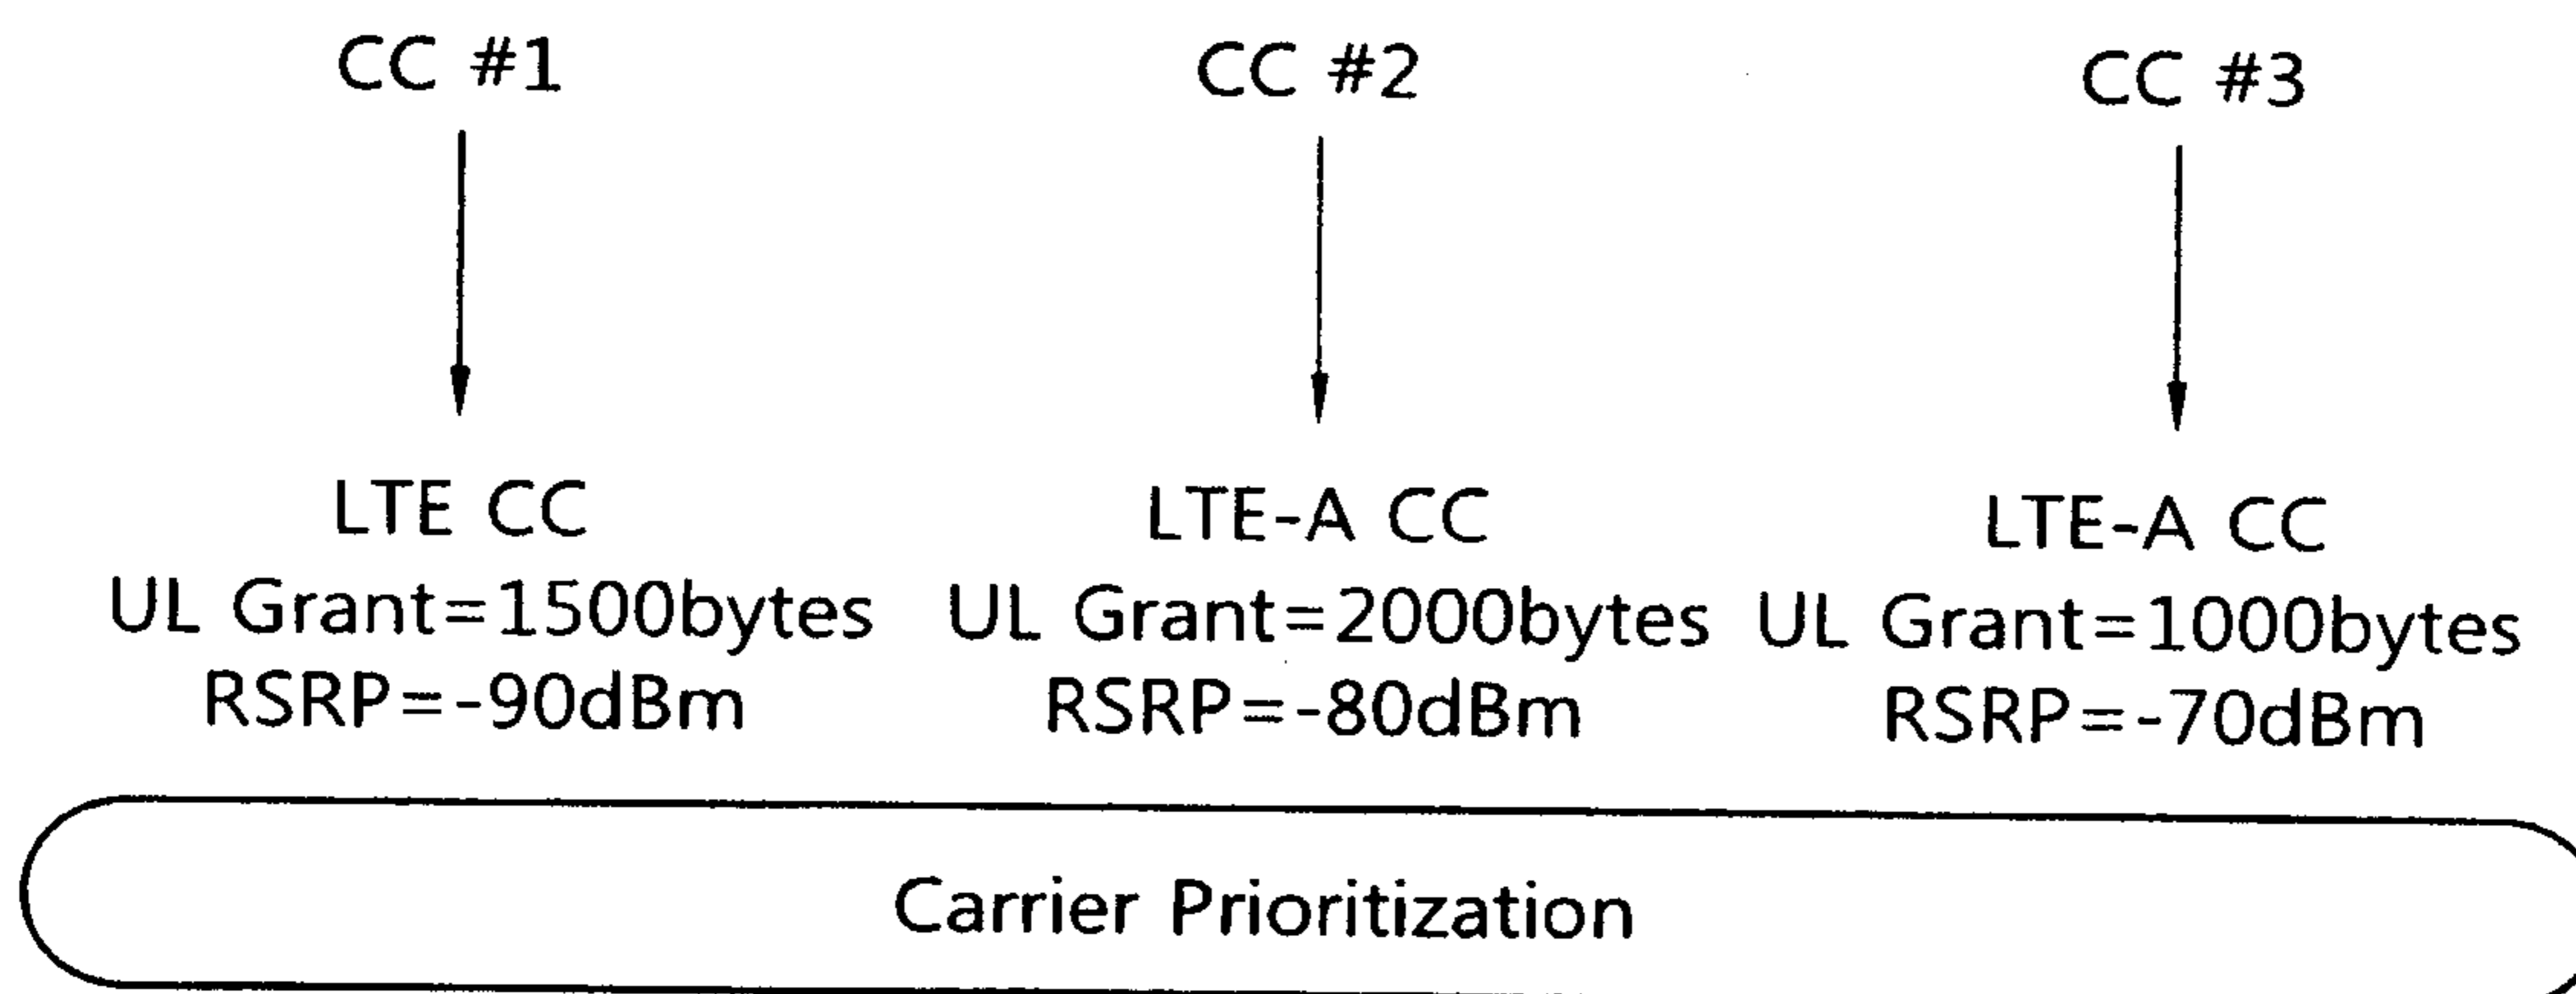 CC #1
CC #2
CC #3
LTE CC
UL Grant=1500bytes
RSRP=-90dBm
LTE-A CC
UL Grant=2000bytes
RSRP=-80dBm
LTE-A CC
UL Grant=1000bytes
RSRP=-70dBm
Carrier Prioritization